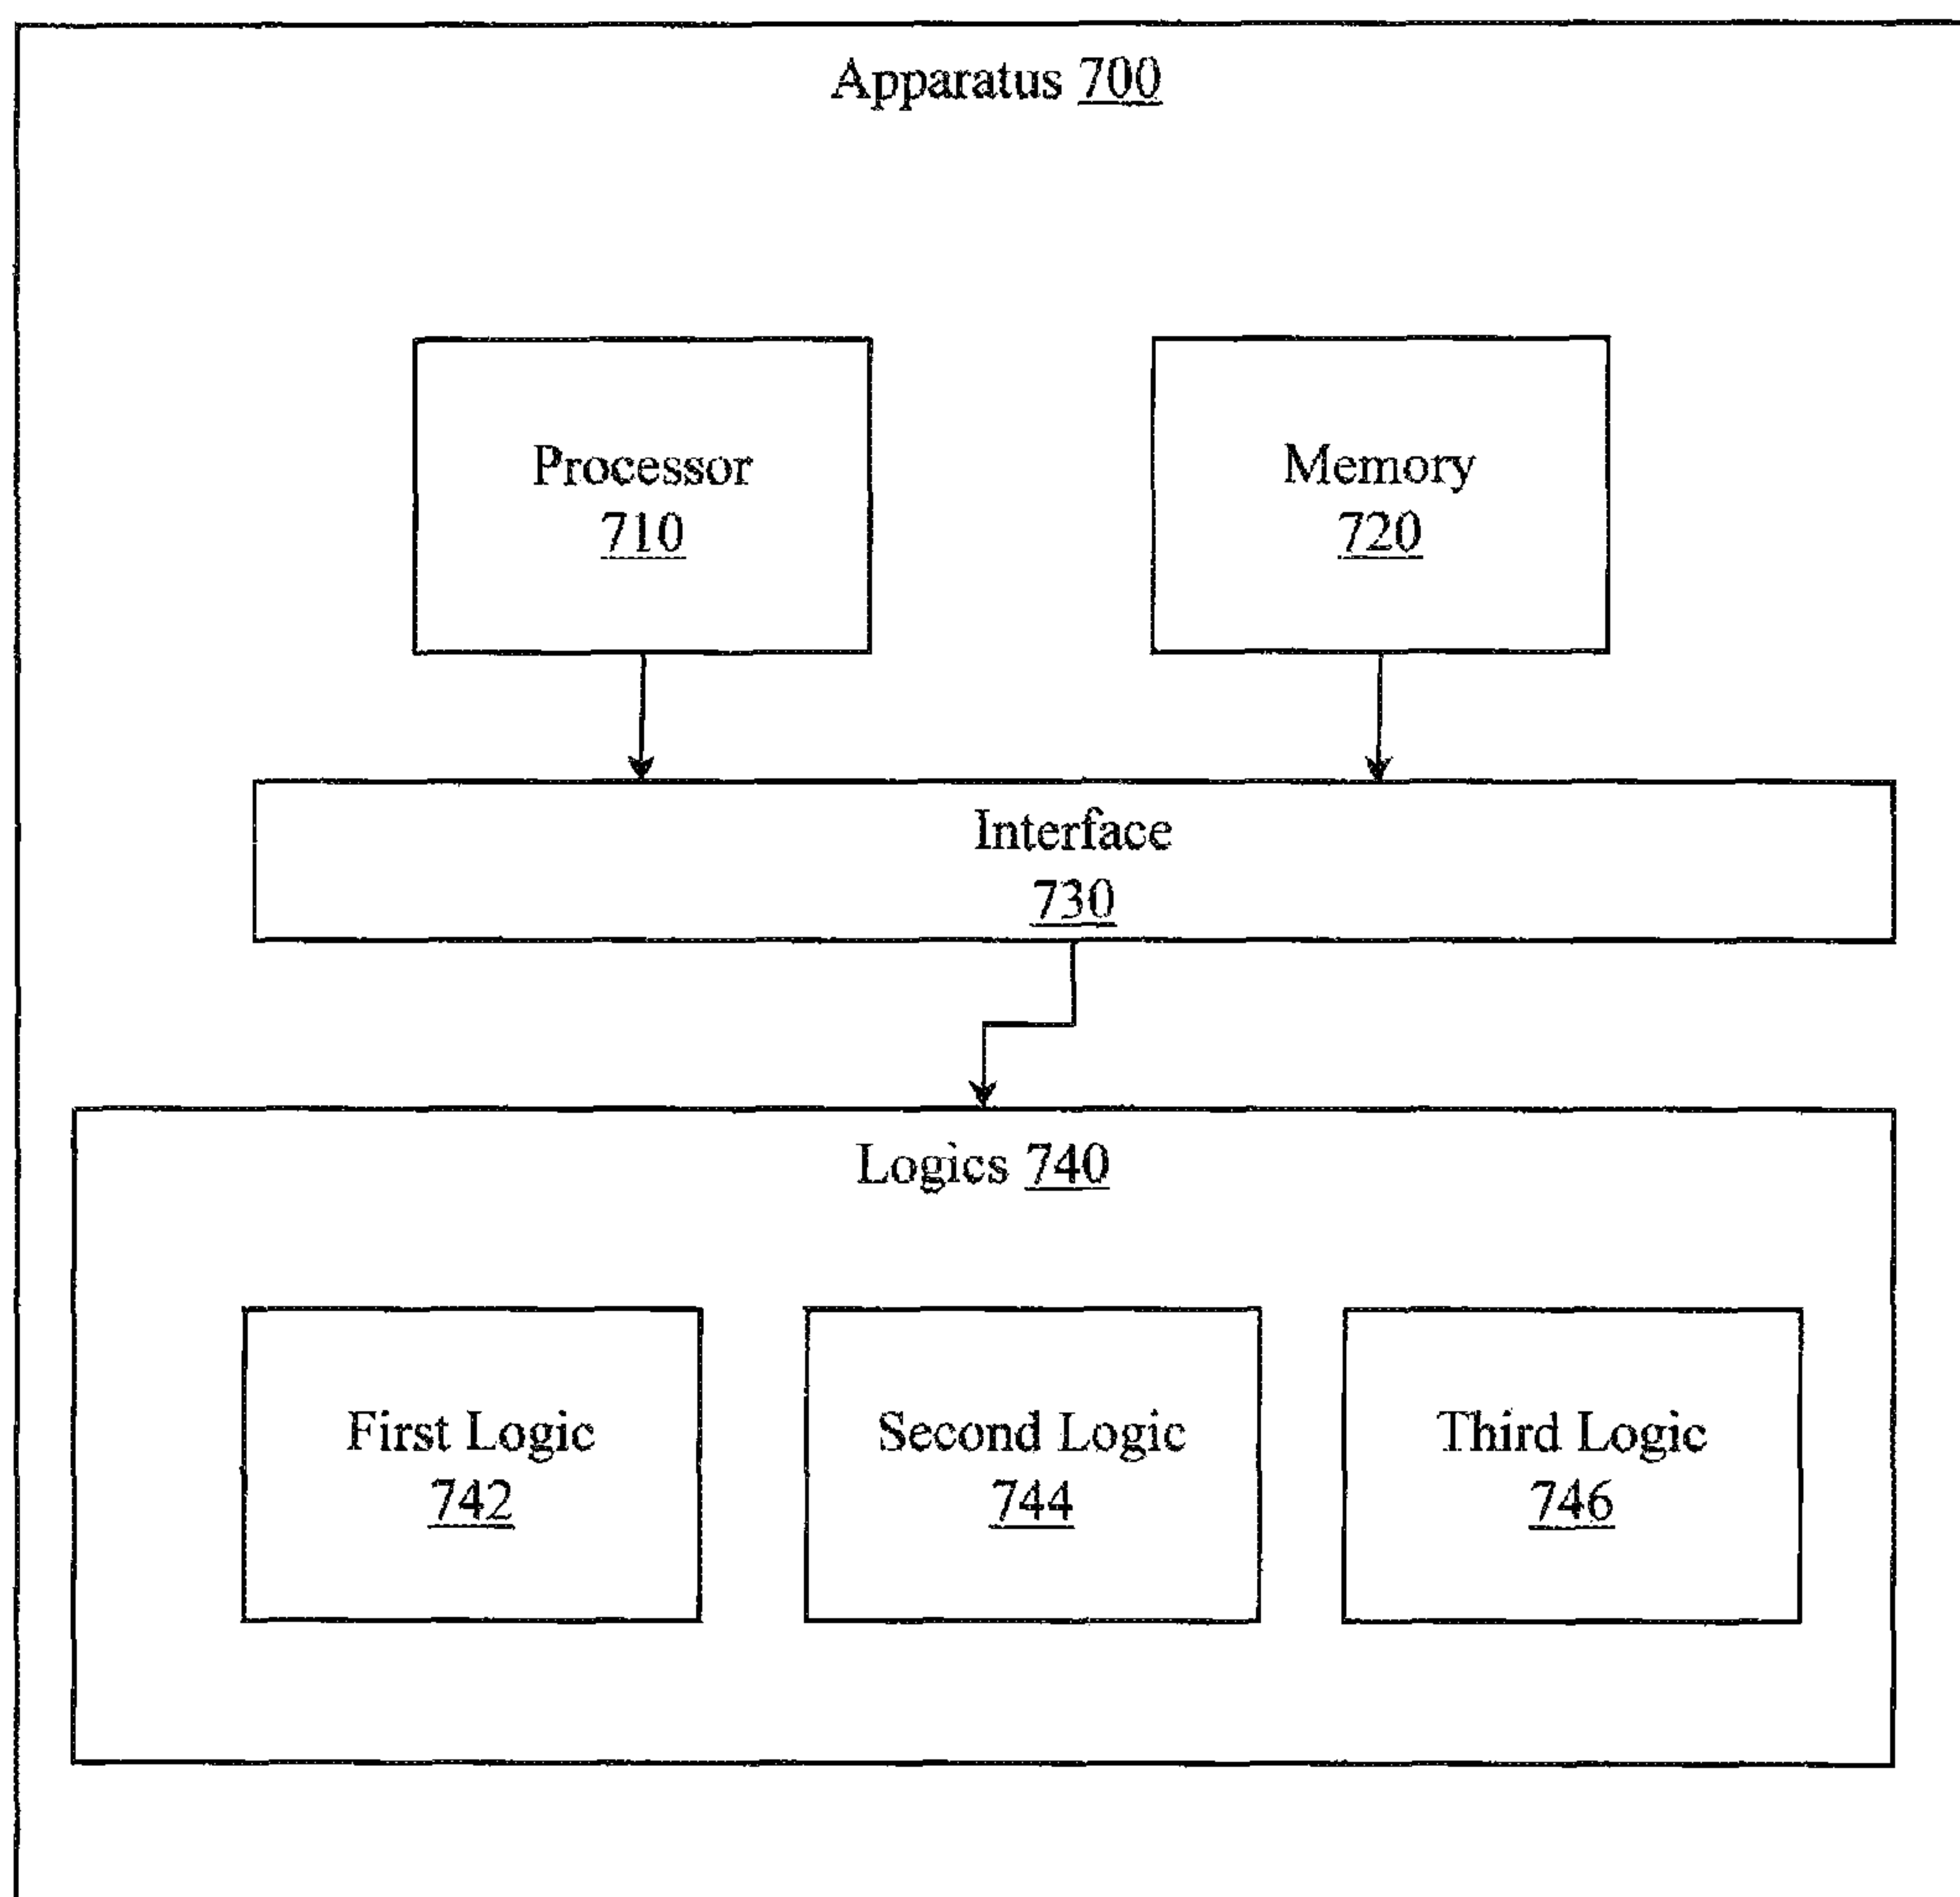 Apparatus 700
Processor
710
Memory
720
Interface
730
Logics 740
First Logic
742
Second Logic
744
Third Logic
746